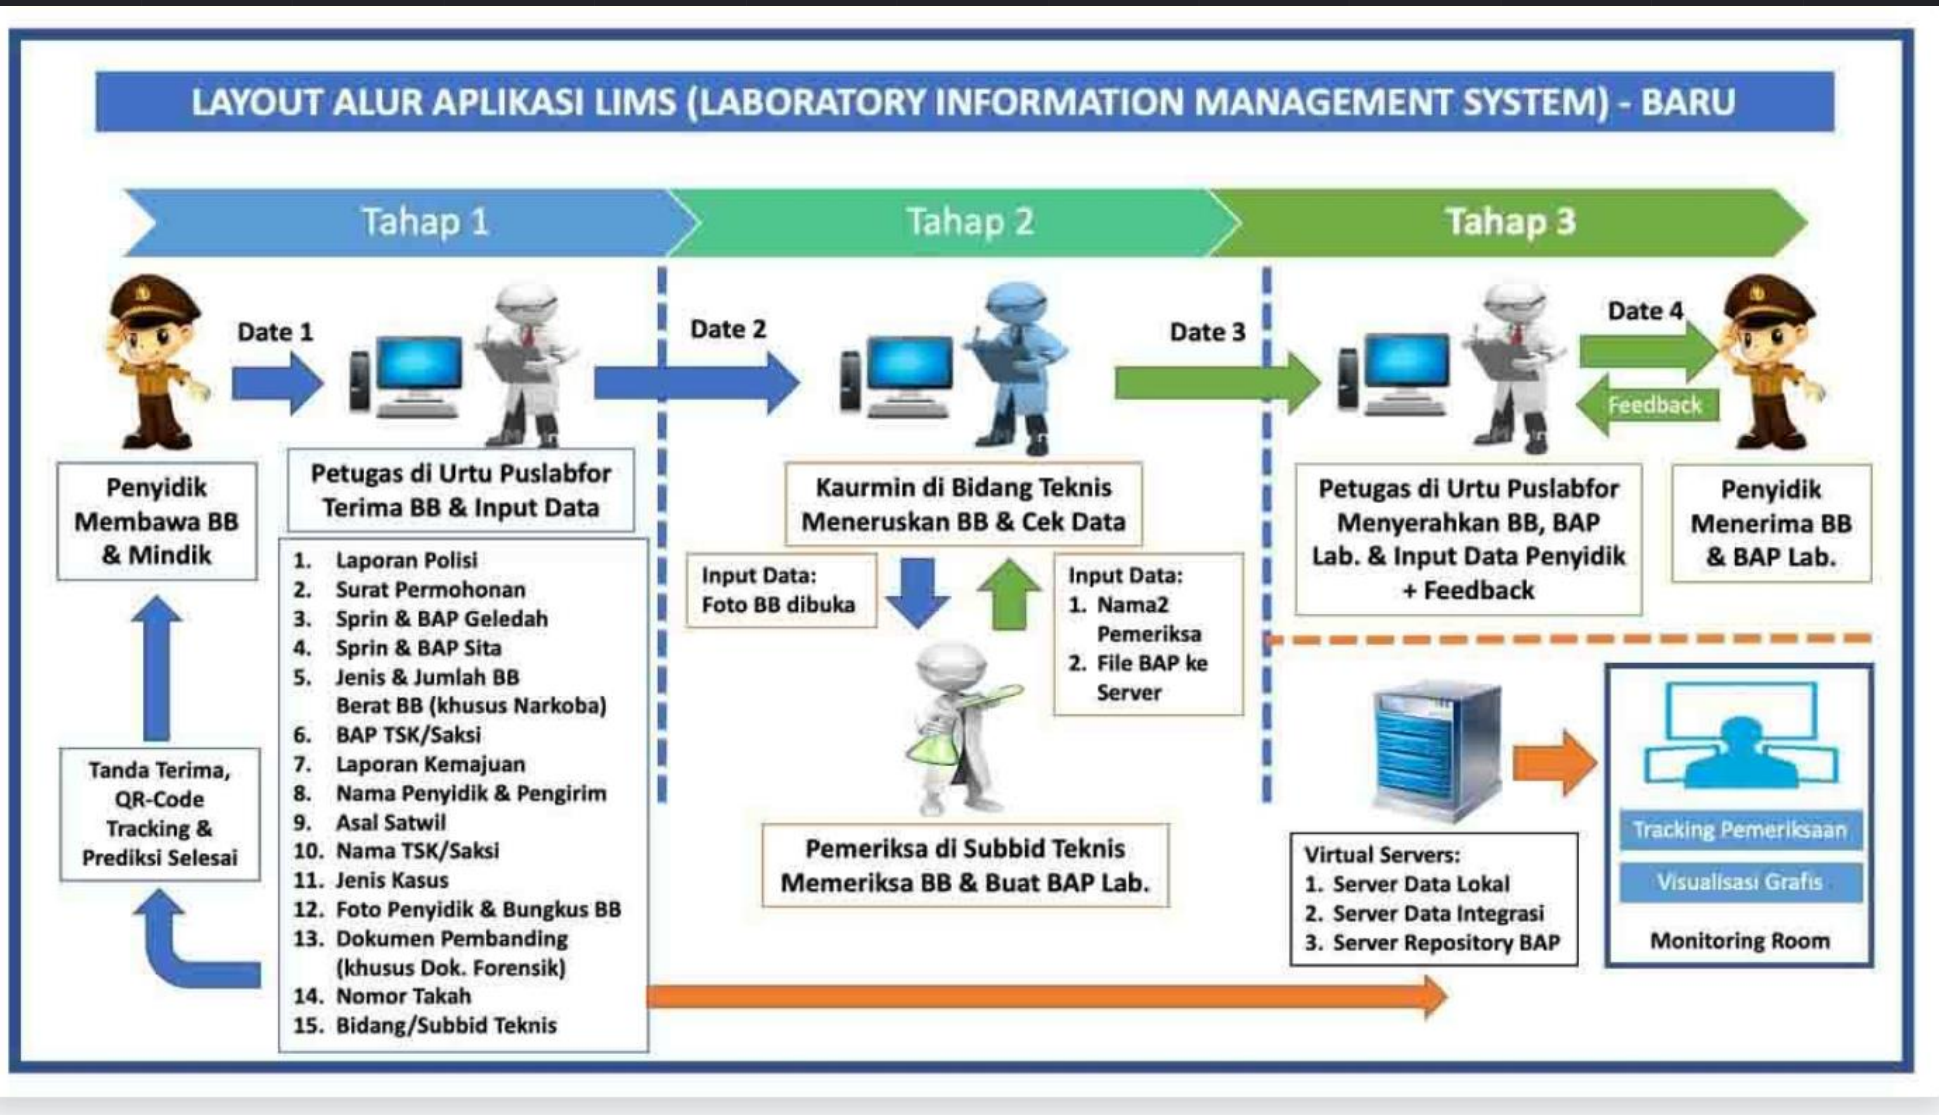 LAYOUT ALUR APLIKASI LIMS (LABORATORY INFORMATION MANAGEMENT SYSTEM) - BARU
Tahap 1
Tahap 2
Tahap 3
Date 1
Date 2
Date 3
Date 4
Feedback
Penyidik
Membawa BB
& Mindik
Petugas di Urtu Puslabfor
Terima BB & Input Data
1. Laporan Polisi
2. Surat Permohonan
3. Sprin & BAP Geledah
4. Sprin & BAP Sita
5. Jenis & Jumlah BB
Berat BB (khusus Narkoba)
6. BAP TSK/Saksi
7. Laporan Kemajuan
8. Nama Penyidik & Pengirim
9. Asal Satwil
10. Nama TSK/Saksi
11. Jenis Kasus
12. Foto Penyidik & Bungkus BB
13. Dokumen Pembanding
(khusus Dok. Forensik)
14. Nomor Takah
15. Bidang/Subbid Teknis
Tanda Terima,
QR-Code
Tracking &
Prediksi Selesai
Kaurmin di Bidang Teknis
Meneruskan BB & Cek Data
Input Data:
Foto BB dibuka
Input Data:
1. Nama2
Pemeriksa
2. File BAP ke
Server
Pemeriksa di Subbid Teknis
Memeriksa BB & Buat BAP Lab.
Petugas di Urtu Puslabfor
Menyerahkan BB, BAP
Lab. & Input Data Penyidik
+ Feedback
Penyidik
Menerima BB
& BAP Lab.
Virtual Servers:
1. Server Data Lokal
2. Server Data Integrasi
3. Server Repository BAP
Tracking Pemeriksaan
Visualisasi Grafis
Monitoring Room